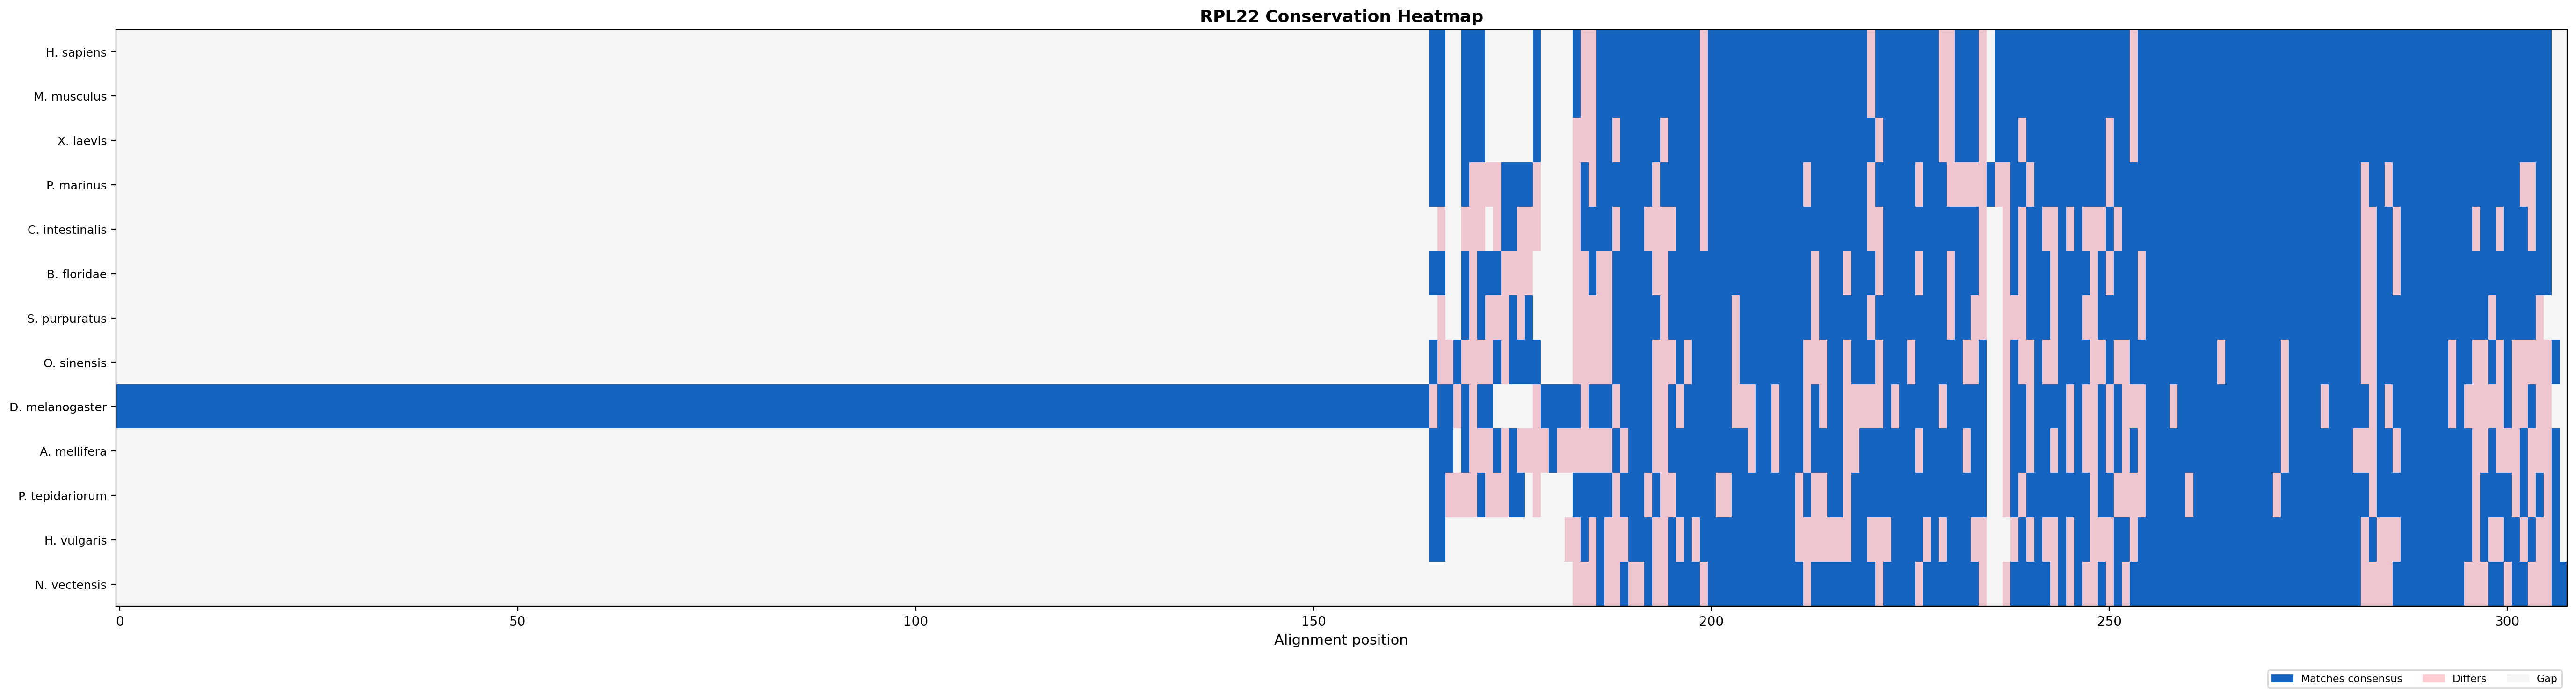 RPL22 Conservation Heatmap
H. sapiens
M. musculus
X. laevis
P. marinus
C. intestinalis
B. floridae
S. purpuratus
O. sinensis
D. melanogaster
A. mellifera
P. tepidariorum
H. vulgaris
N. vectensis
0 50 100 150 200 250 300
Alignment position
Matches consensus Differs Gap